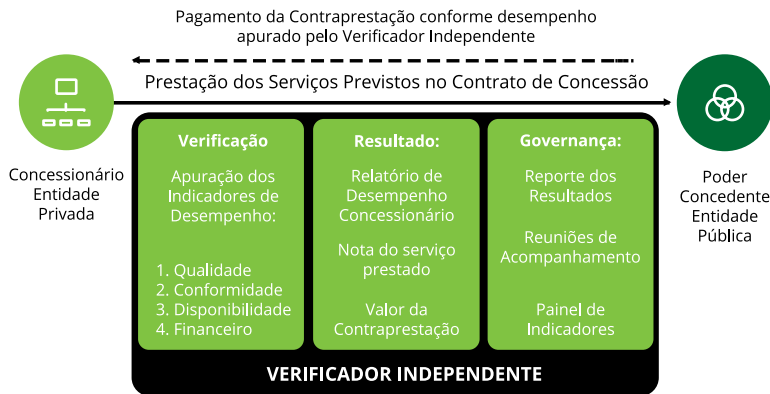 Pagamento da Contraprestação conforme desempenho
apurado pelo Verificador Independente
Prestação dos Serviços Previstos no Contrato de Concessão
Concessionário
Entidade
Privada
Verificação
Apuração dos
Indicadores de
Desempenho:
1. Qualidade
2. Conformidade
3. Disponibilidade
4. Financeiro
Resultado:
Relatório de
Desempenho
Concessionário
Nota do serviço
prestado
Valor da
Contraprestação
Governança:
Reporte dos
Resultados
Reuniões de
Acompanhamento
Painel de
Indicadores
Poder
Concedente
Entidade
Pública
VERIFICADOR INDEPENDENTE